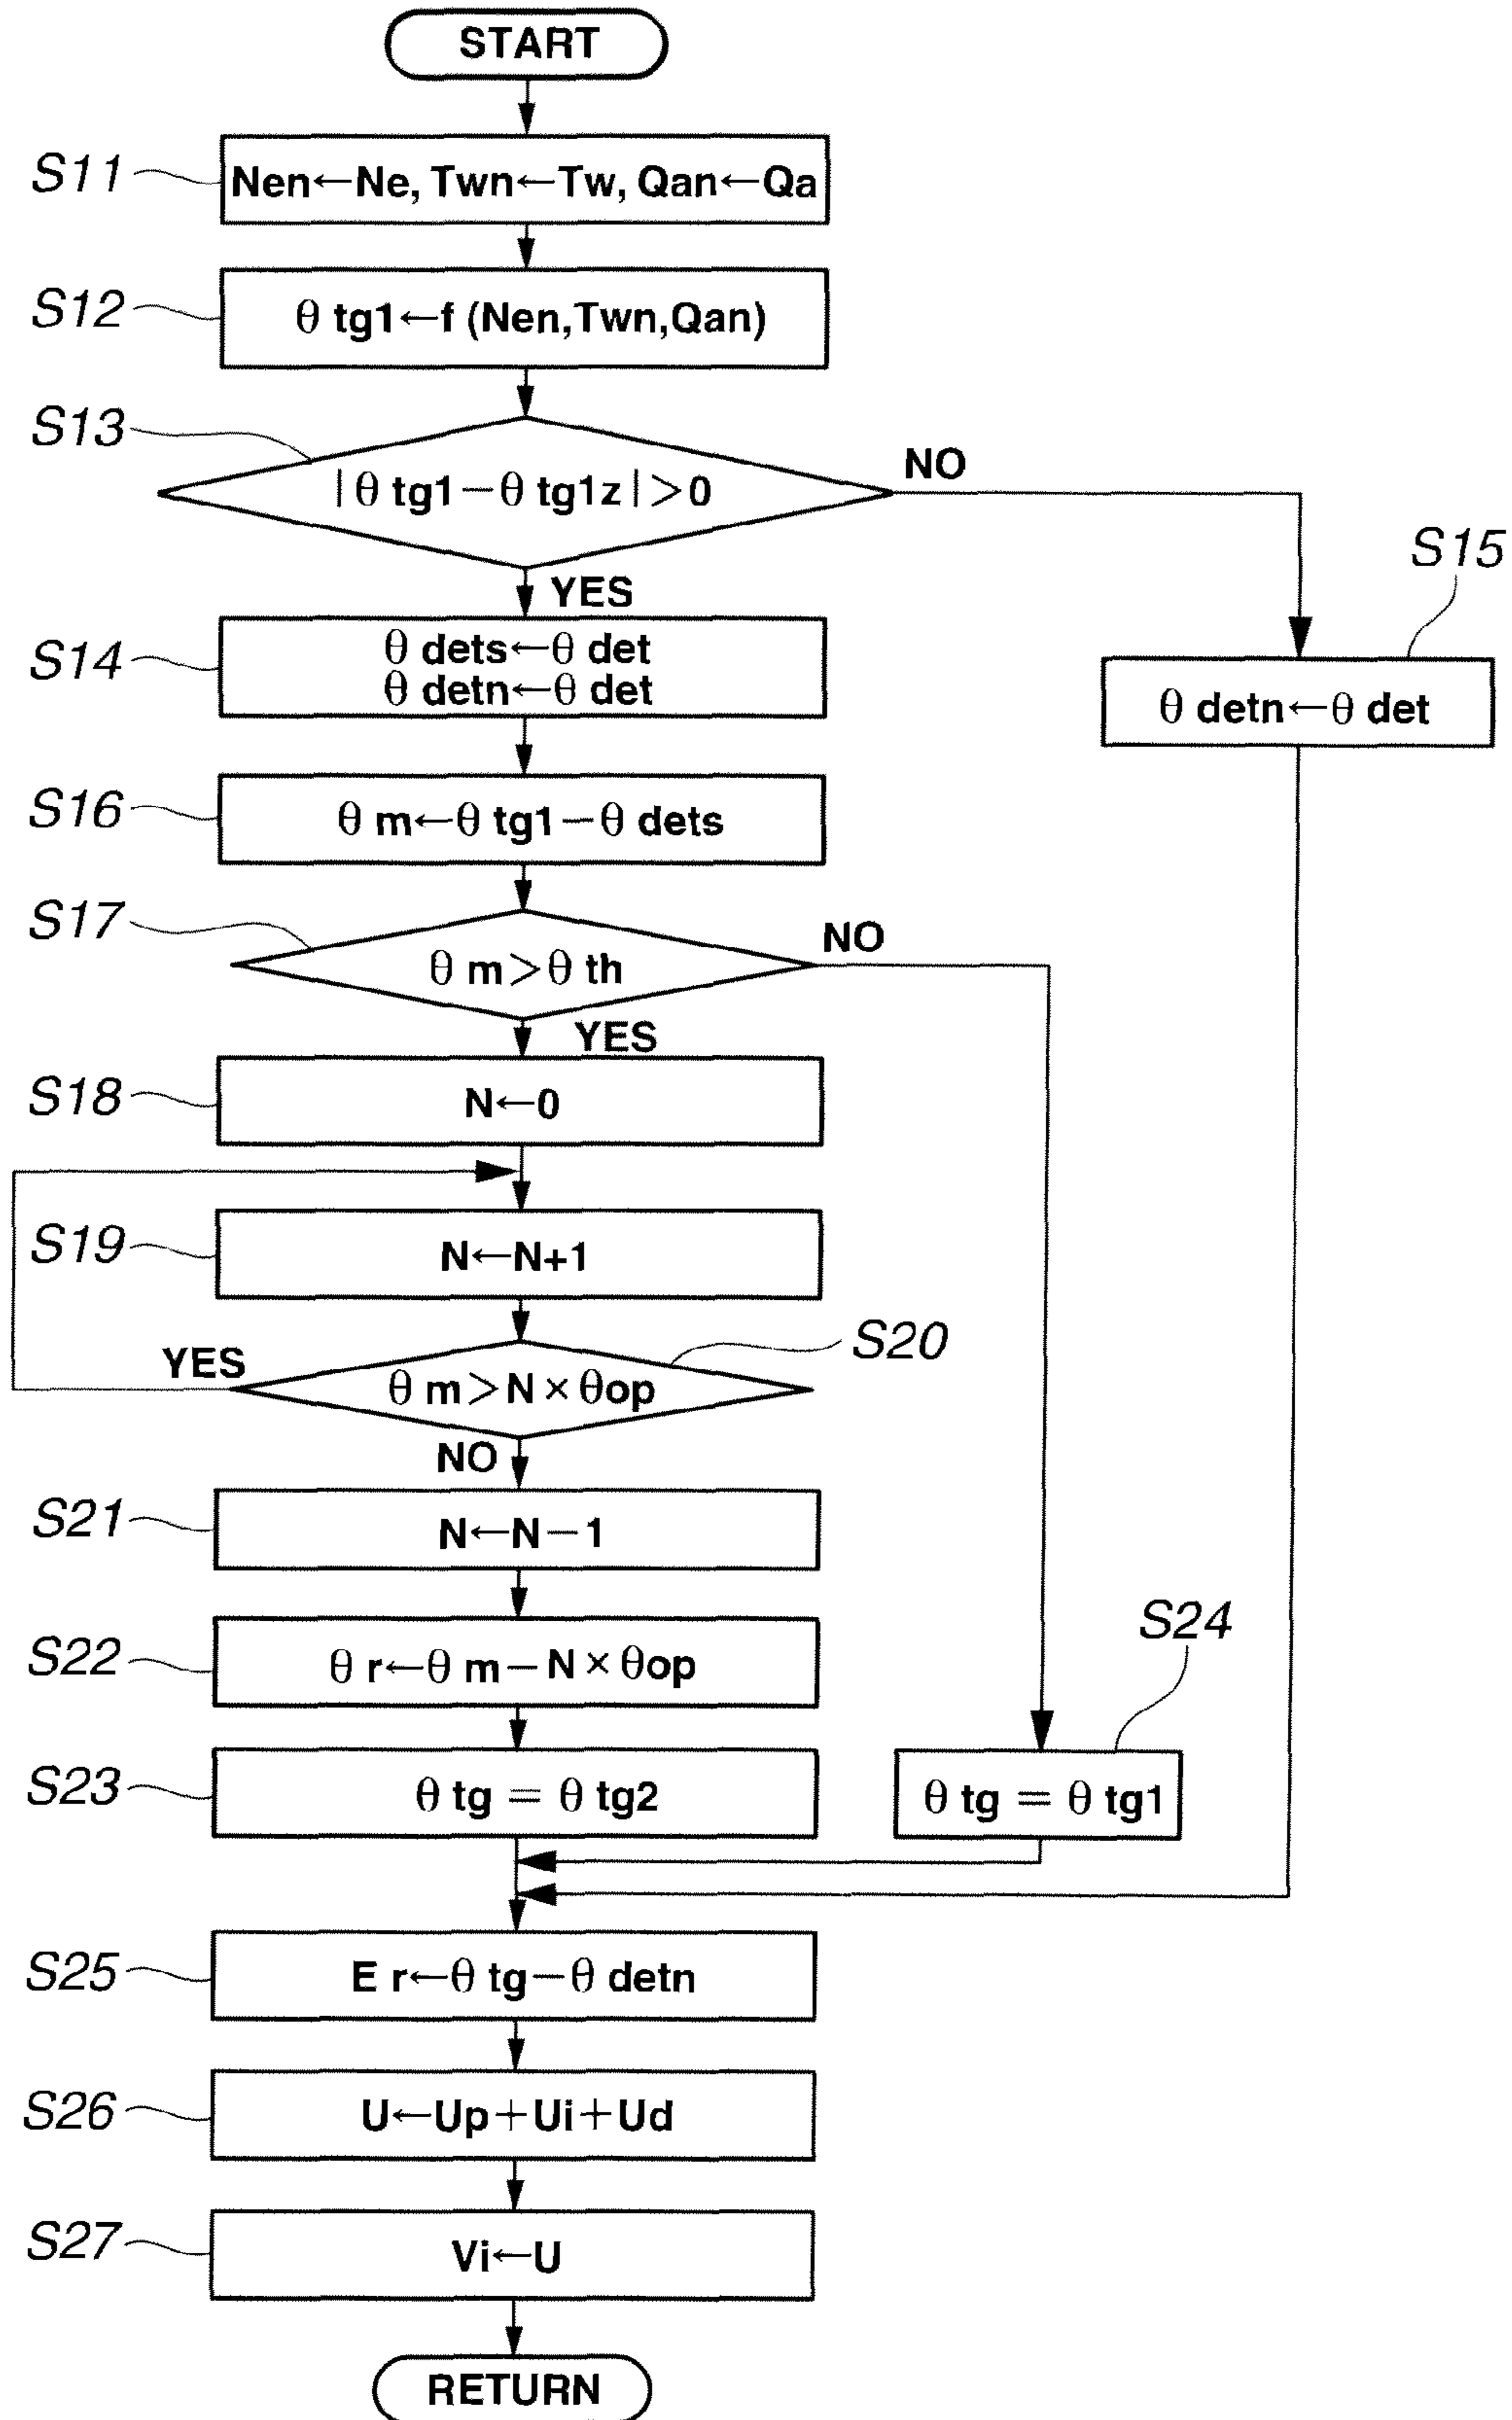 START
S11
Nen←Ne, Twn←Tw, Qan←Qa
S12
θ tg1←f (Nen,Twn,Qan)
S13
|θ tg1−θ tg1z|>0
NO
YES
S15
θ detn←θ det
S14
θ dets←θ det
θ detn←θ det
S16
θ m←θ tg1−θ dets
S17
θ m>θ th
NO
YES
S18
N←0
S19
N←N+1
S20
θ m>N×θop
YES
NO
S21
N←N−1
S22
θ r←θ m−N×θop
S23
θ tg = θ tg2
S24
θ tg = θ tg1
S25
E r←θ tg−θ detn
S26
U←Up+Ui+Ud
S27
Vi←U
RETURN